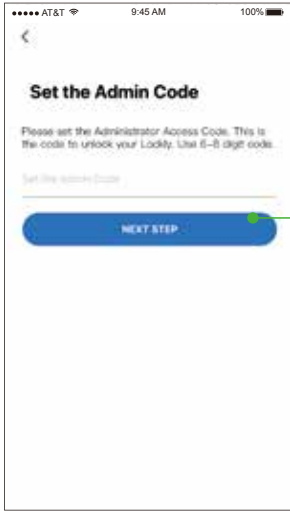 ●●●●● AT&T 9:45 AM 100%
Set the Admin Code
Please set the Administrator Access Code. This is
the code to unlock your Lockly. Use 6–8 digit code.
Set the Admin Code
NEXT STEP